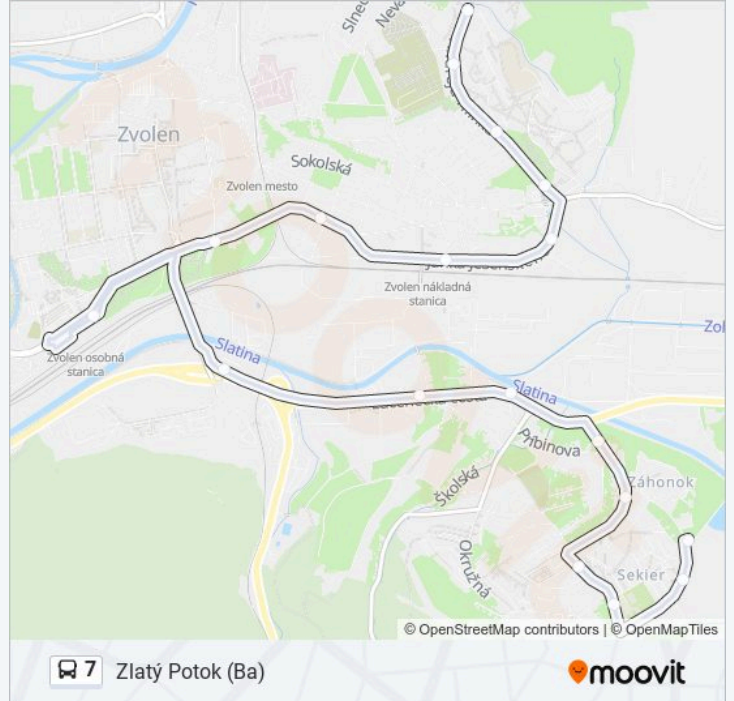 Zvolen
Sokolská
Zvolen mesto
Zvolen nákladná
stanica
Zvolen osobná
stanica
Slatina
Slatina
Pribinova
Školská
Záhonok
Okružná
Sekier
© OpenStreetMap contributors | © OpenMapTiles
7 Zlatý Potok (Ba)
moovit